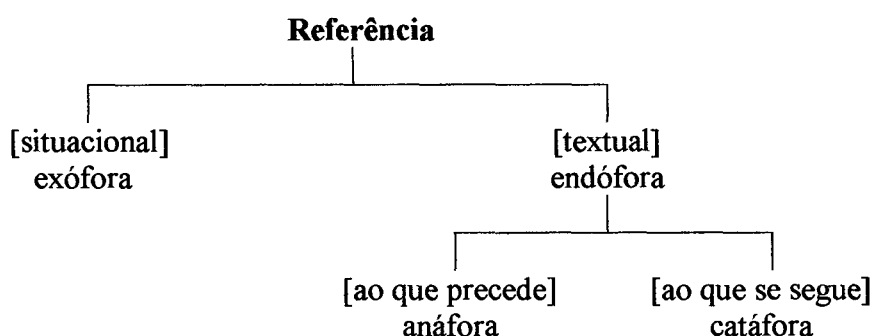 Referência
[situacional] [textual]
exófora endófora
[ao que precede] [ao que se segue]
anáfora catáfora